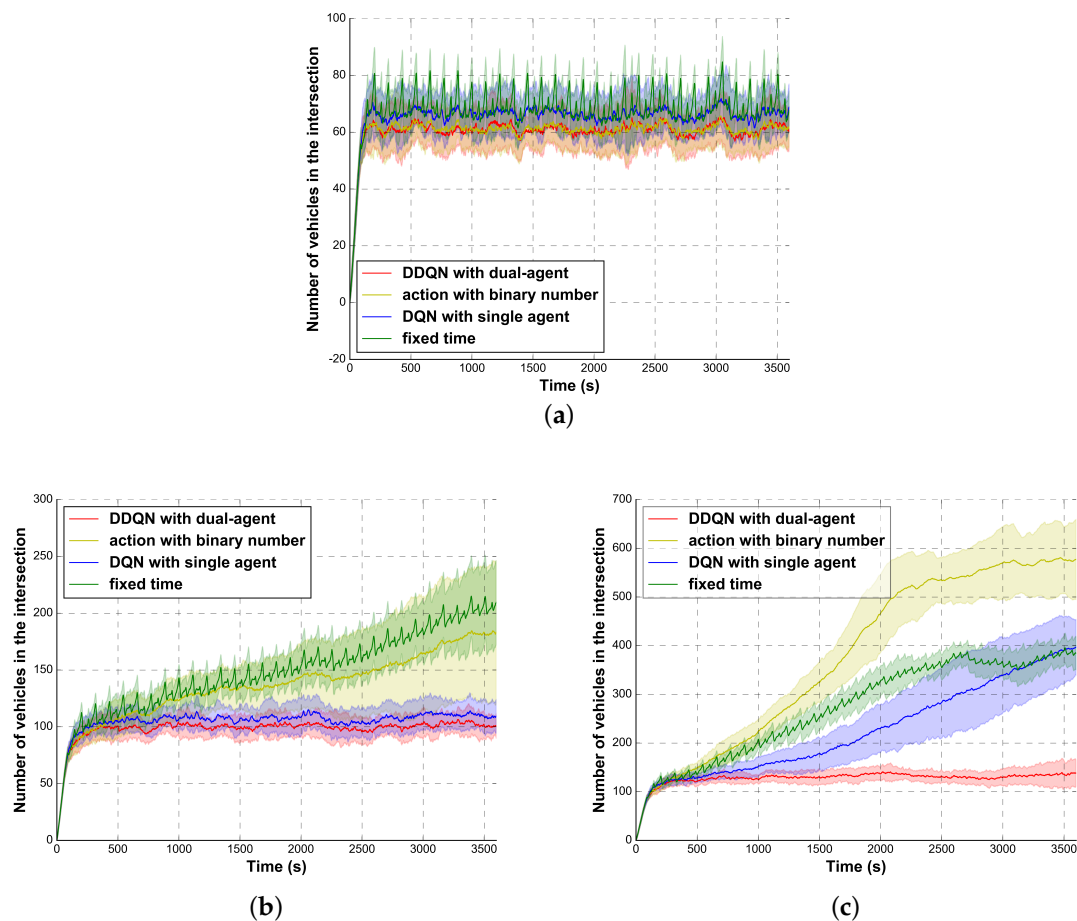 100
80
60
40
20
0
-20
Number of vehicles in the intersection
DDQN with dual-agent
action with binary number
DQN with single agent
fixed time
0 500 1000 1500 2000 2500 3000 3500
Time (s)
(a)
300
250
200
150
100
50
0
Number of vehicles in the intersection
DDQN with dual-agent
action with binary number
DQN with single agent
fixed time
0 500 1000 1500 2000 2500 3000 3500
Time (s)
(b)
700
600
500
400
300
200
100
0
Number of vehicles in the intersection
DDQN with dual-agent
action with binary number
DQN with single agent
fixed time
0 500 1000 1500 2000 2500 3000 3500
Time (s)
(c)